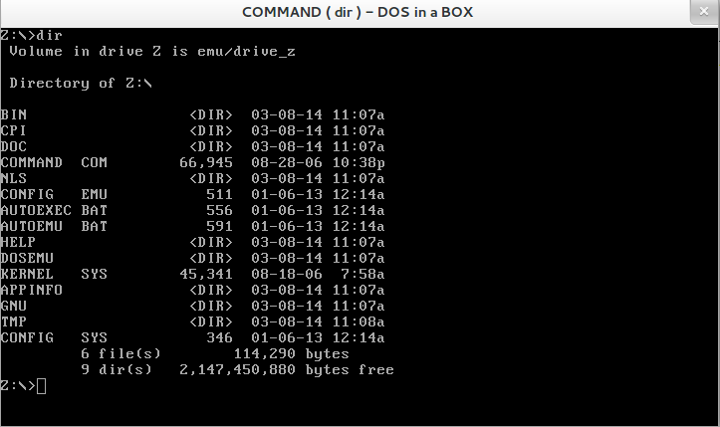 COMMAND ( dir ) - DOS in a BOX
Z:\>dir
 Volume in drive Z is emu/drive_z

 Directory of Z:\

BIN                  <DIR>  03-08-14 11:07a
CPI                  <DIR>  03-08-14 11:07a
DOC                  <DIR>  03-08-14 11:07a
COMMAND  COM        66,945  08-28-06 10:38p
NLS                  <DIR>  03-08-14 11:07a
CONFIG   EMU           511  01-06-13 12:14a
AUTOEXEC BAT           556  01-06-13 12:14a
AUTOEMU  BAT           591  01-06-13 12:14a
HELP                 <DIR>  03-08-14 11:07a
DOSEMU               <DIR>  03-08-14 11:07a
KERNEL   SYS        45,341  08-18-06  7:58a
APPINFO              <DIR>  03-08-14 11:07a
GNU                  <DIR>  03-08-14 11:07a
TMP                  <DIR>  03-08-14 11:08a
CONFIG   SYS           346  01-06-13 12:14a
         6 file(s)        114,290 bytes
         9 dir(s)   2,147,450,880 bytes free
Z:\>